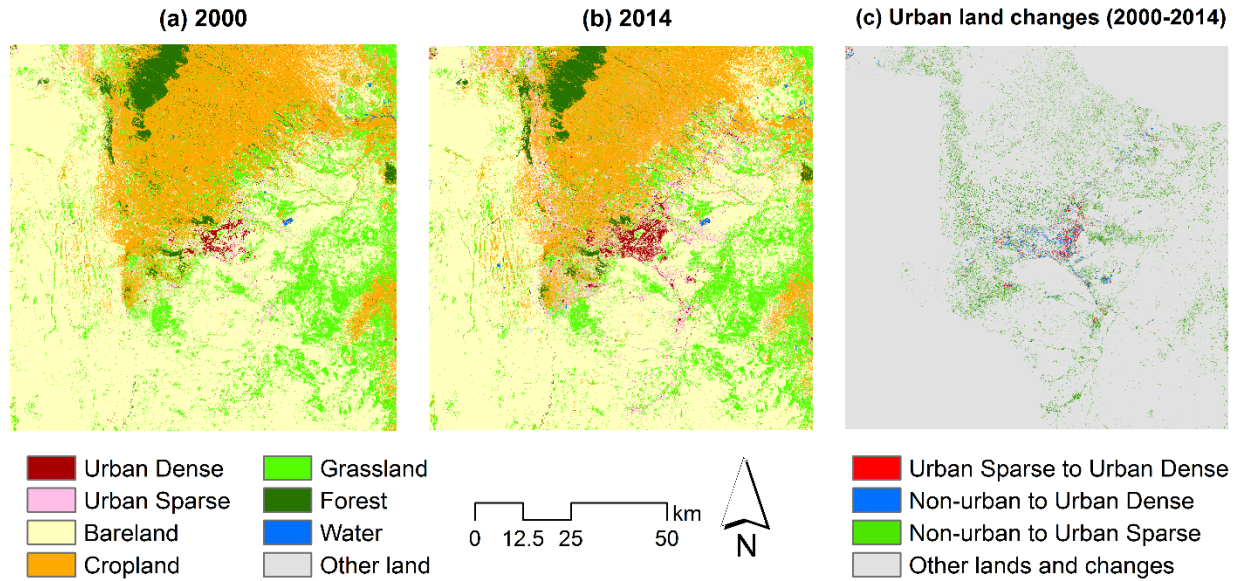 (a) 2000
(b) 2014
(c) Urban land changes (2000-2014)
Urban Dense
Urban Sparse
Bareland
Cropland
Grassland
Forest
Water
Other land
0 12.5 25 50 km
N
Urban Sparse to Urban Dense
Non-urban to Urban Dense
Non-urban to Urban Sparse
Other lands and changes